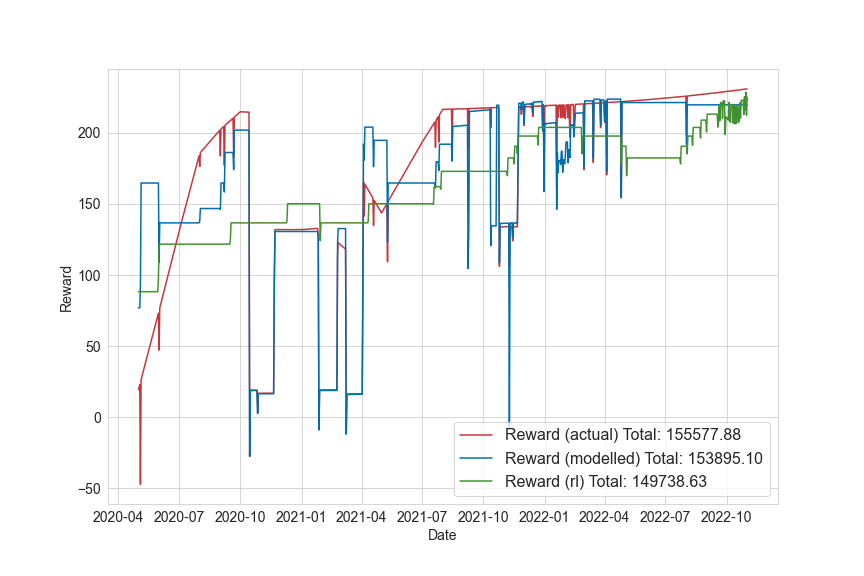 200
150
100
50
0
−50
Reward
Reward (actual) Total: 155577.88
Reward (modelled) Total: 153895.10
Reward (rl) Total: 149738.63
2020-04 2020-07 2020-10 2021-01 2021-04 2021-07 2021-10 2022-01 2022-04 2022-07 2022-10
Date